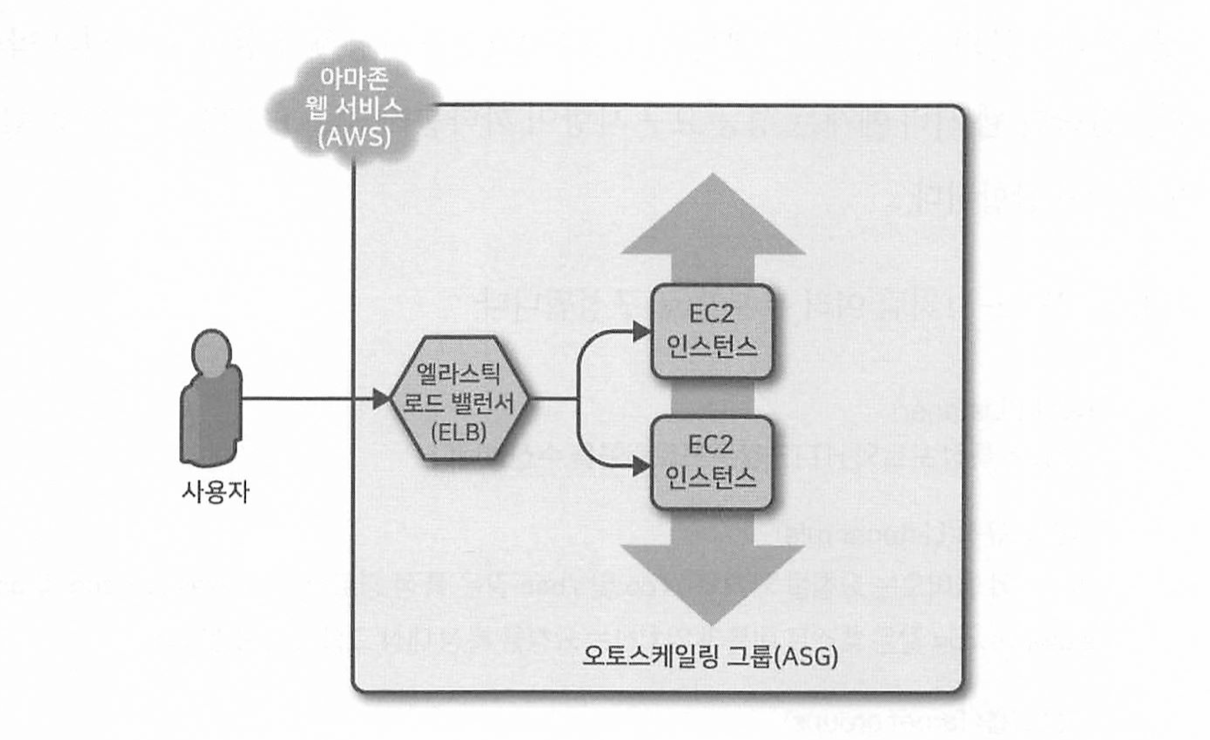 아마존
웹 서비스
(AWS)
EC2
인스턴스
엘라스틱
로드 밸런서
(ELB)
EC2
인스턴스
사용자
오토스케일링 그룹(ASG)